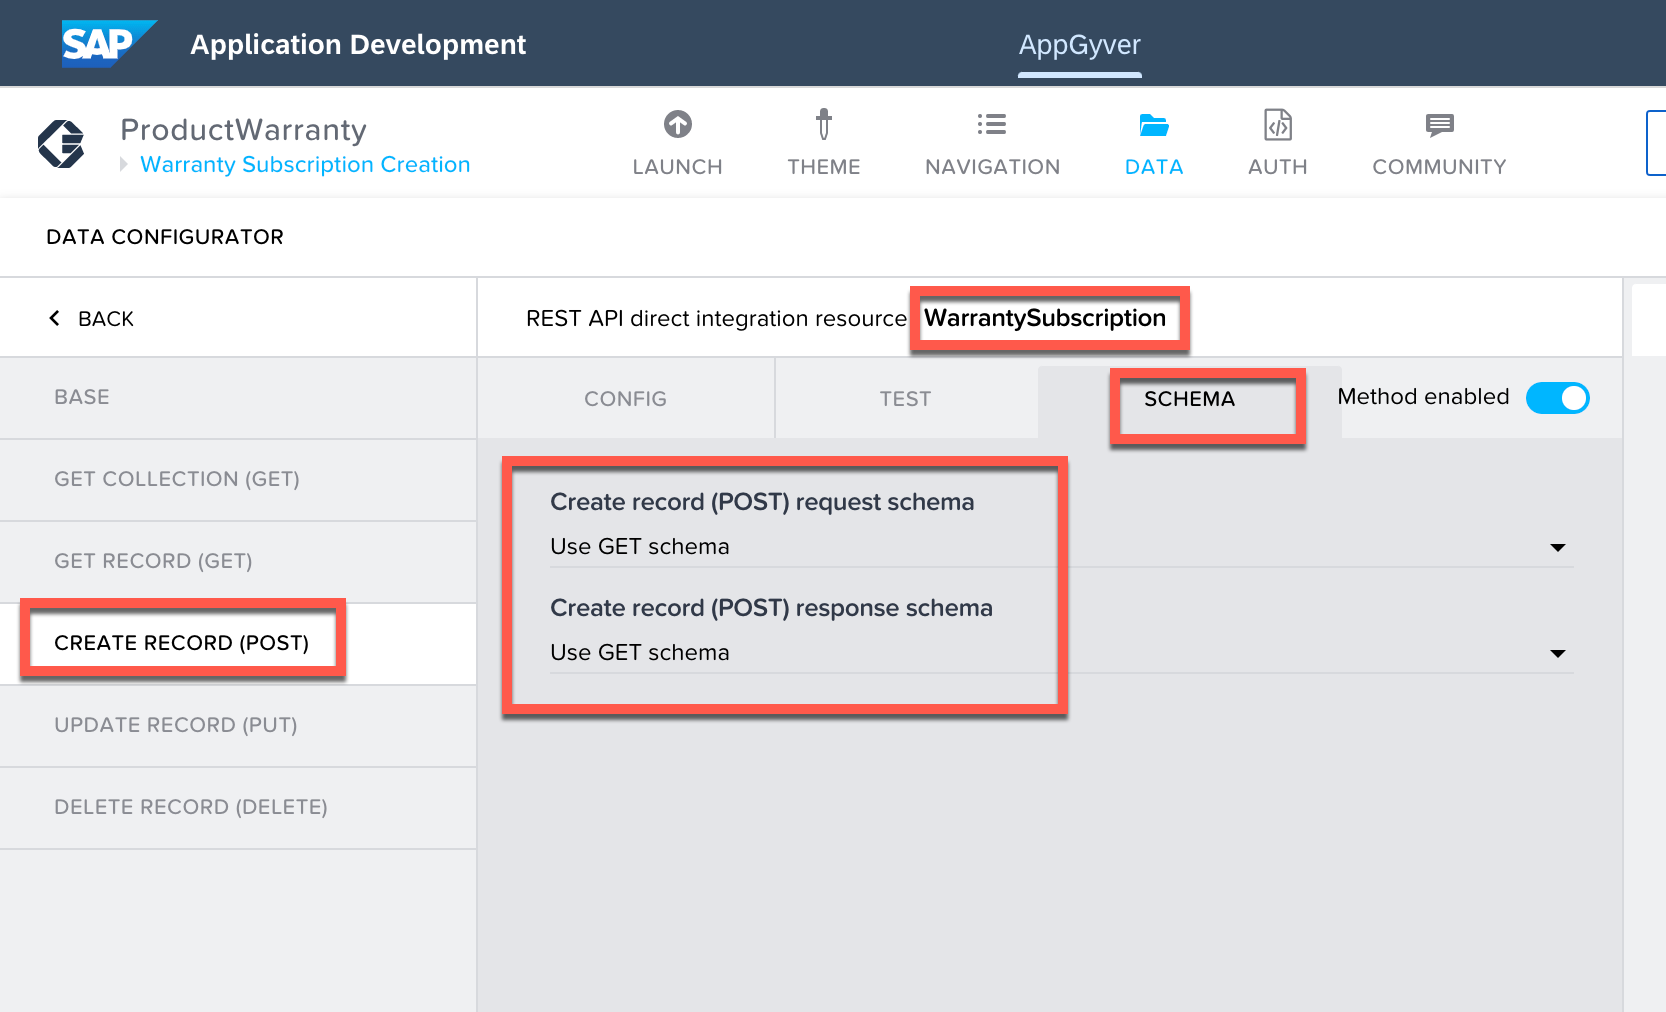 SAP Application Development AppGyver
ProductWarranty
Warranty Subscription Creation
LAUNCH THEME NAVIGATION DATA AUTH COMMUNITY
DATA CONFIGURATOR
BACK
BASE
GET COLLECTION (GET)
GET RECORD (GET)
CREATE RECORD (POST)
UPDATE RECORD (PUT)
DELETE RECORD (DELETE)
REST API direct integration resource WarrantySubscription
CONFIG TEST SCHEMA Method enabled
Create record (POST) request schema
Use GET schema
Create record (POST) response schema
Use GET schema